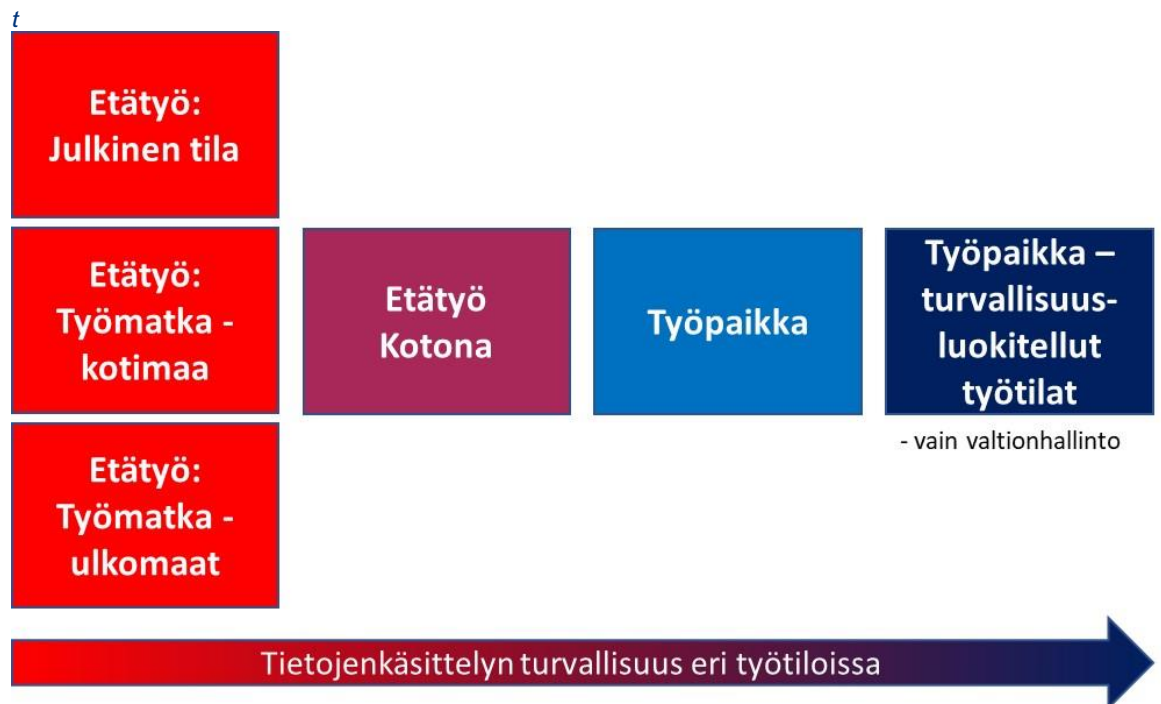 t
Etätyö:
Julkinen tila
Etätyö:
Työmatka -
kotimaa
Etätyö:
Työmatka -
ulkomaat
Etätyö
Kotona
Työpaikka
Työpaikka –
turvallisuus-
luokitellut
työtilat
- vain valtionhallinto
Tietojenkäsittelyn turvallisuus eri työtiloissa